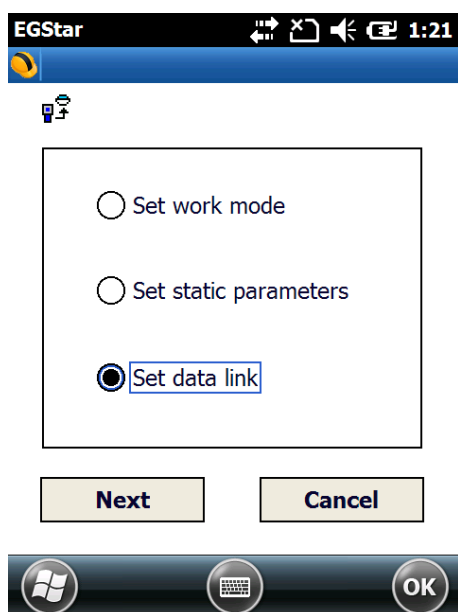 EGStar 1:21
Set work mode
Set static parameters
Set data link
Next Cancel
OK